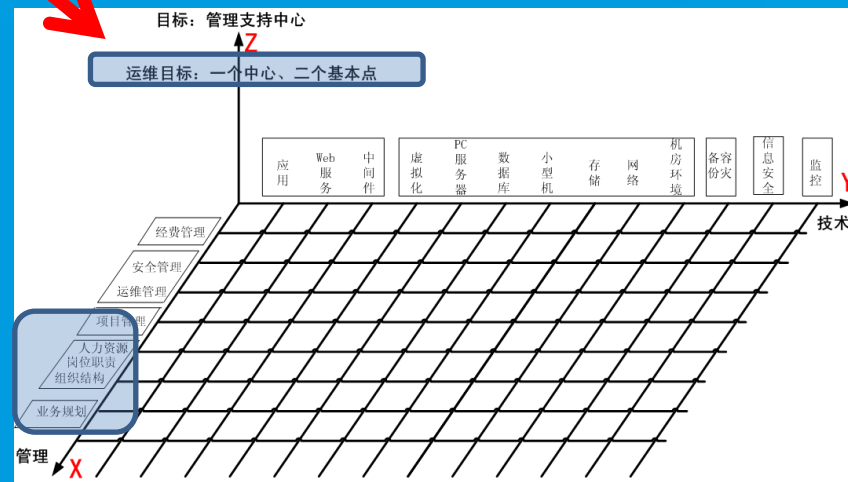 目标：管理支持中心
Z
运维目标：一个中心、二个基本点
应用
Web服务
中间件
虚拟化
PC服务器
数据库
小型机
存储
网络
机房环境
备份
容灾
信息安全
监控
Y
技术
经费管理
安全管理
运维管理
项目管理
人力资源
岗位职责
组织结构
业务规划
管理
X